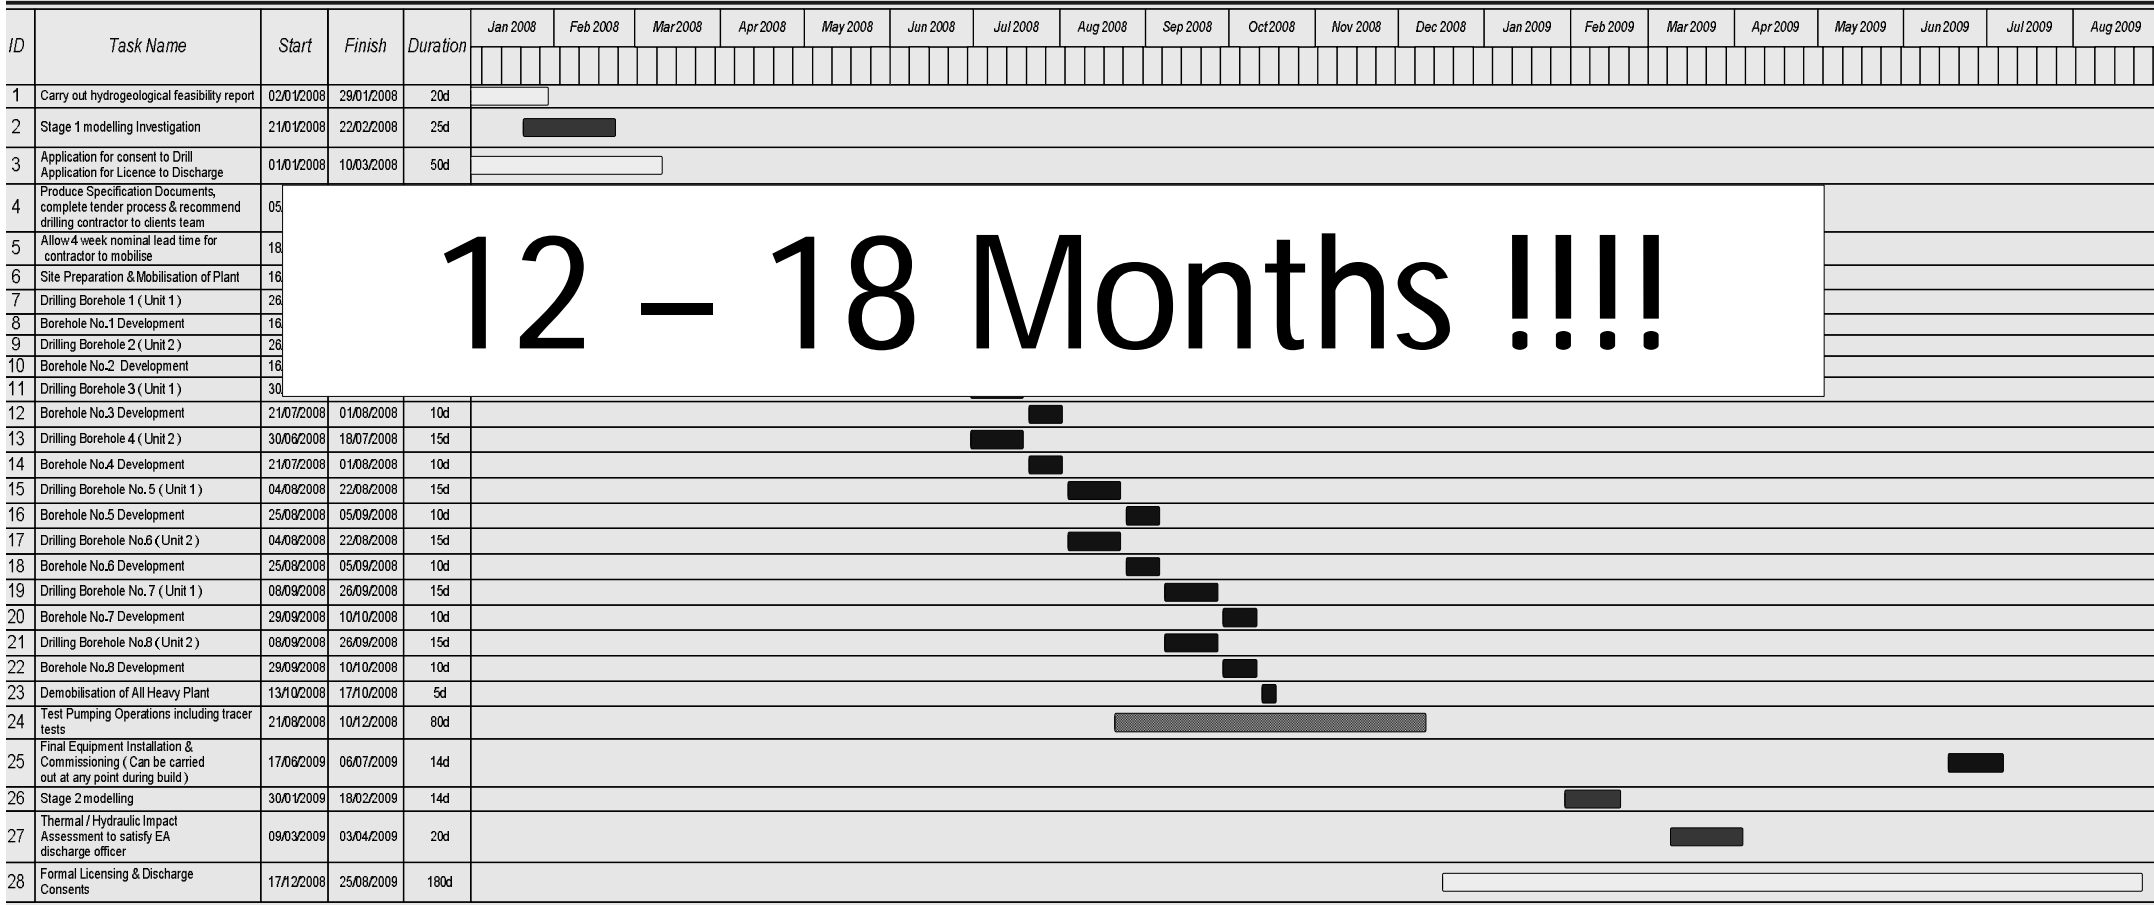 ID Task Name Start Finish Duration Jan 2008 Feb 2008 Mar 2008 Apr 2008 May 2008 Jun 2008 Jul 2008 Aug 2008 Sep 2008 Oct 2008 Nov 2008 Dec 2008 Jan 2009 Feb 2009 Mar 2009 Apr 2009 May 2009 Jun 2009 Jul 2009 Aug 2009
1 Carry out hydrogeological feasibility report 02/01/2008 29/01/2008 20d
2 Stage 1 modelling Investigation 21/01/2008 22/02/2008 25d
3 Application for consent to Drill
Application for Licence to Discharge 01/01/2008 10/03/2008 50d
4 Produce Specification Documents,
complete tender process & recommend
drilling contractor to clients team 05
5 Allow 4 week nominal lead time for
contractor to mobilise 18
6 Site Preparation & Mobilisation of Plant 16
7 Drilling Borehole 1 ( Unit 1 ) 26
8 Borehole No.1 Development 16
9 Drilling Borehole 2 ( Unit 2 ) 26
10 Borehole No.2 Development 16
11 Drilling Borehole 3 ( Unit 1 ) 30
12 – 18 Months !!!!
12 Borehole No.3 Development 21/07/2008 01/08/2008 10d
13 Drilling Borehole 4 ( Unit 2 ) 30/06/2008 18/07/2008 15d
14 Borehole No.4 Development 21/07/2008 01/08/2008 10d
15 Drilling Borehole No. 5 ( Unit 1 ) 04/08/2008 22/08/2008 15d
16 Borehole No.5 Development 25/08/2008 05/09/2008 10d
17 Drilling Borehole No.6 ( Unit 2 ) 04/08/2008 22/08/2008 15d
18 Borehole No.6 Development 25/08/2008 05/09/2008 10d
19 Drilling Borehole No. 7 ( Unit 1 ) 08/09/2008 26/09/2008 15d
20 Borehole No.7 Development 29/09/2008 10/10/2008 10d
21 Drilling Borehole No.8 ( Unit 2 ) 08/09/2008 26/09/2008 15d
22 Borehole No.8 Development 29/09/2008 10/10/2008 10d
23 Demobilisation of All Heavy Plant 13/10/2008 17/10/2008 5d
24 Test Pumping Operations including tracer
tests 21/08/2008 10/12/2008 80d
25 Final Equipment Installation &
Commissioning ( Can be carried
out at any point during build ) 17/06/2009 06/07/2009 14d
26 Stage 2 modelling 30/01/2009 18/02/2009 14d
27 Thermal / Hydraulic Impact
Assessment to satisfy EA
discharge officer 09/03/2009 03/04/2009 20d
28 Formal Licensing & Discharge
Consents 17/12/2008 25/08/2009 180d